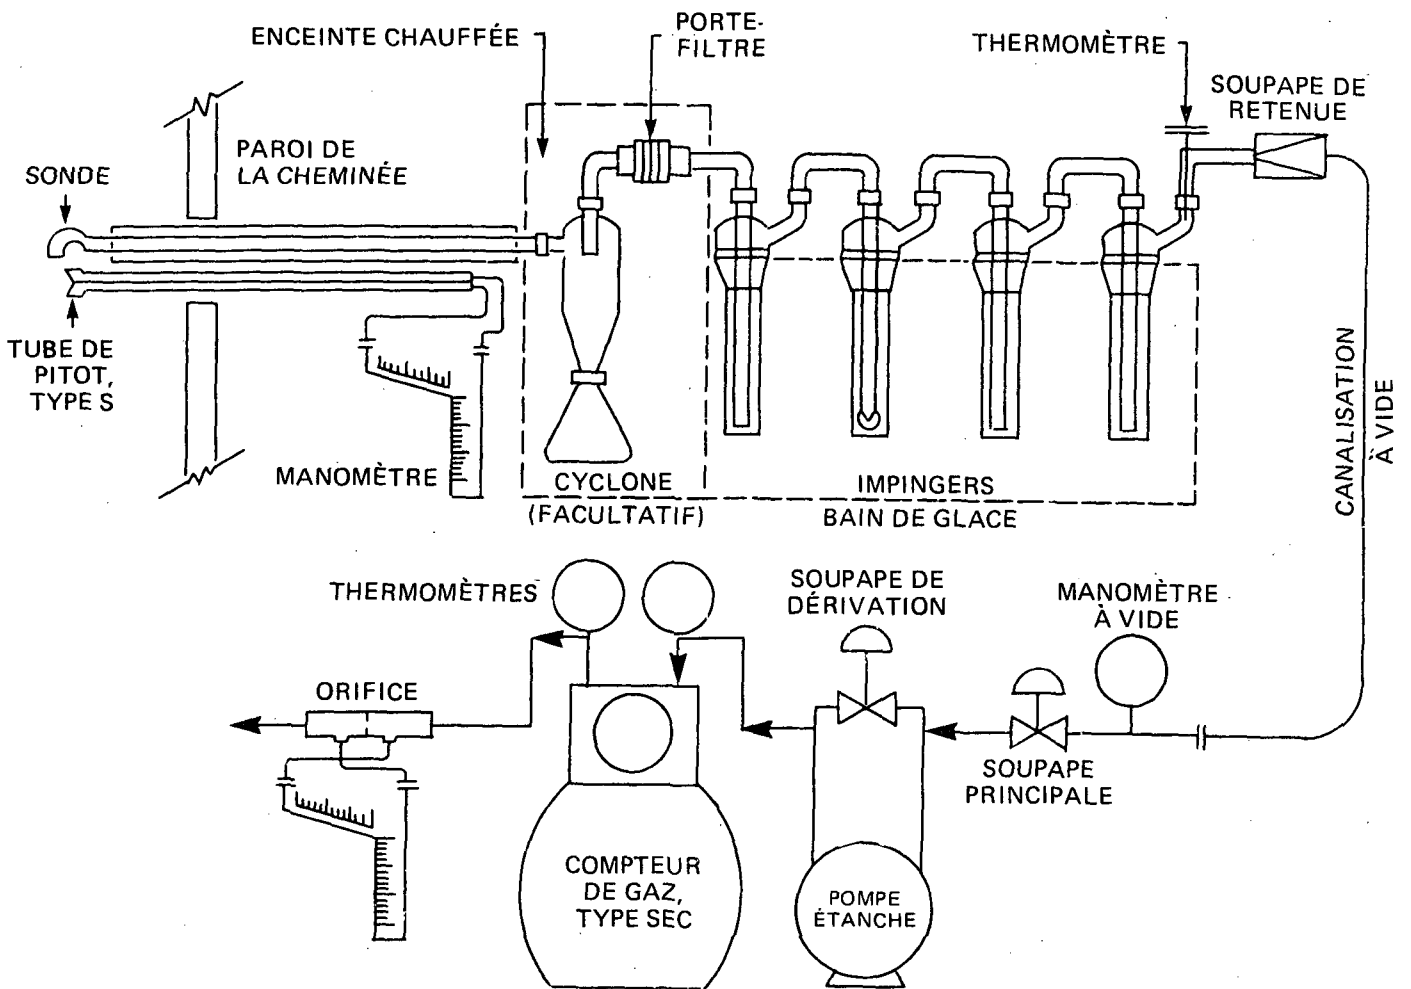 ENCEINTE CHAUFFÉE
PORTE-
FILTRE
THERMOMÈTRE
SOUPAPE DE
RETENUE
PAROI DE
LA CHEMINÉE
SONDE
TUBE DE
PITOT,
TYPE S
MANOMÈTRE
CYCLONE
(FACULTATIF)
IMPINGERS
BAIN DE GLACE
CANALISATION
À VIDE
THERMOMÈTRES
SOUPAPE DE
DÉRIVATION
MANOMÈTRE
À VIDE
ORIFICE
SOUPAPE
PRINCIPALE
COMPTEUR
DE GAZ,
TYPE SEC
POMPE
ÉTANCHE